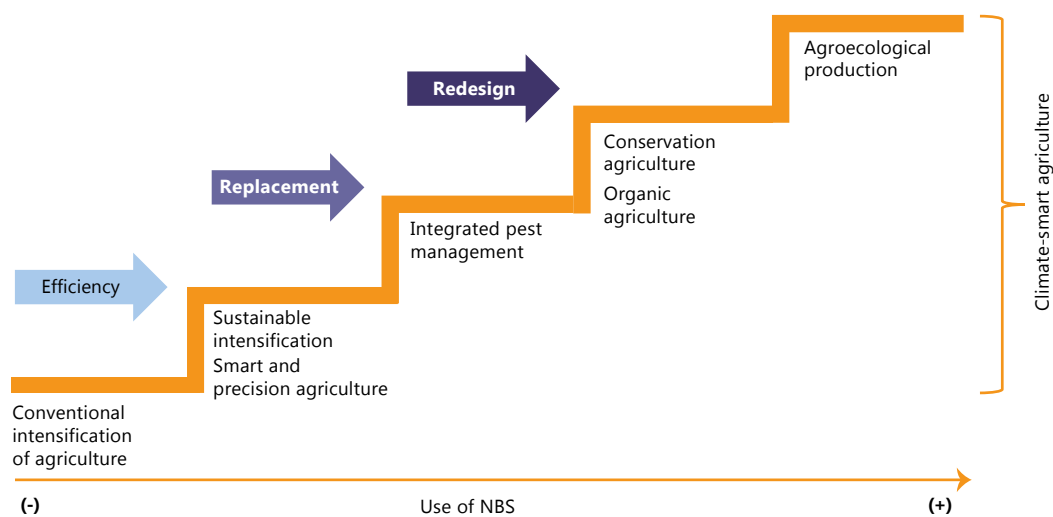 Agroecological
production
Redesign
Conservation
agriculture
Organic
agriculture
Replacement
Integrated pest
management
Efficiency
Sustainable
intensification
Smart and
precision agriculture
Conventional
intensification
of agriculture
Climate-smart agriculture
(-)
Use of NBS
(+)